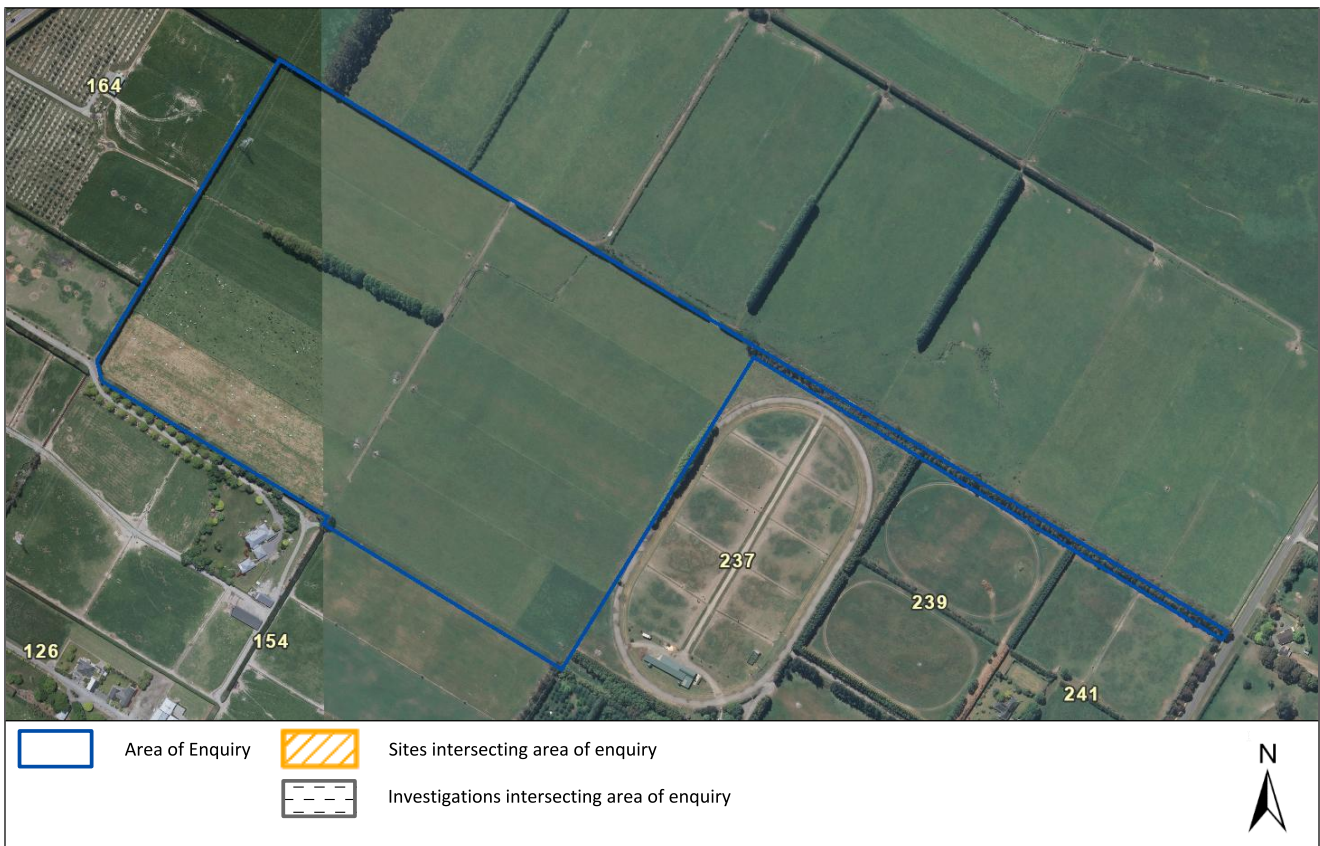 164
237
239
154
126
241
Area of Enquiry
Sites intersecting area of enquiry
Investigations intersecting area of enquiry
N